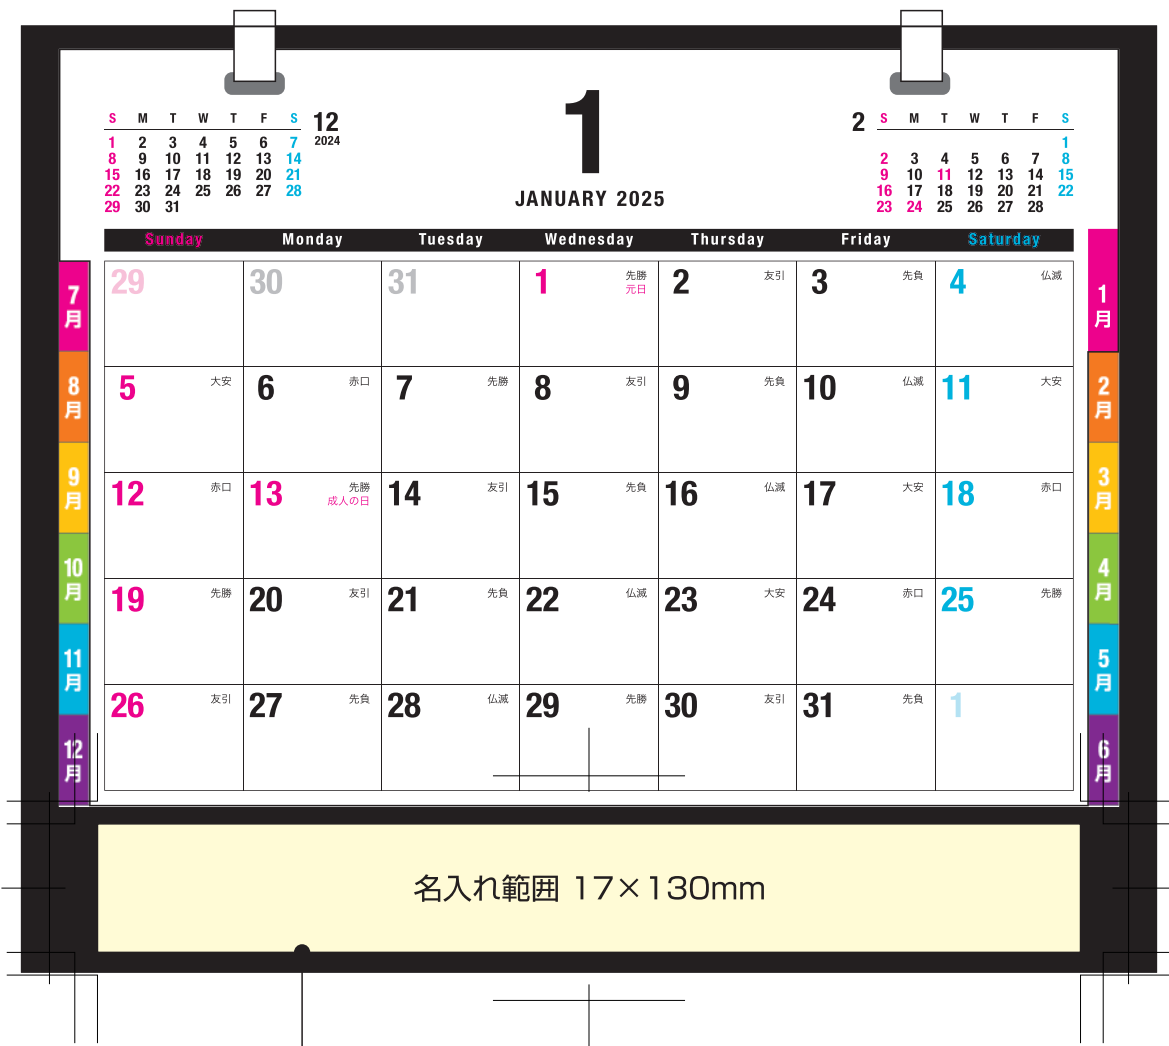 S M T W T F S
1 2 3 4 5 6 7
8 9 10 11 12 13 14
15 16 17 18 19 20 21
22 23 24 25 26 27 28
29 30 31
12
2024
1
JANUARY 2025
2
S M T W T F S
1
2 3 4 5 6 7 8
9 10 11 12 13 14 15
16 17 18 19 20 21 22
23 24 25 26 27 28
Sunday Monday Tuesday Wednesday Thursday Friday Saturday
29 30 31 1 先勝 2 友引 3 先負 4 仏滅
元日
5 大安 6 赤口 7 先勝 8 友引 9 先負 10 仏滅 11 大安
12 赤口 13 先勝 14 友引 15 先負 16 仏滅 17 大安 18 赤口
成人の日
19 先勝 20 友引 21 先負 22 仏滅 23 大安 24 赤口 25 先勝
26 友引 27 先負 28 仏滅 29 先勝 30 友引 31 先負 1
7月
8月
9月
10月
11月
12月
1月
2月
3月
4月
5月
6月
名入れ範囲 17×130mm